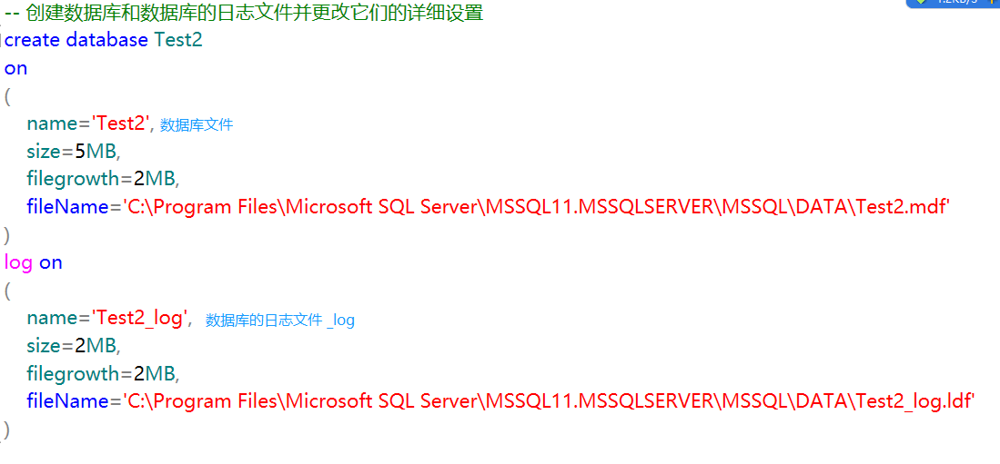 -- 创建数据库和数据库的日志文件并更改它们的详细设置
create database Test2
on
(
name='Test2', 数据库文件
size=5MB,
filegrowth=2MB,
fileName='C:\Program Files\Microsoft SQL Server\MSSQL11.MSSQLSERVER\MSSQL\DATA\Test2.mdf'
)
log on
(
name='Test2_log', 数据库的日志文件 _log
size=2MB,
filegrowth=2MB,
fileName='C:\Program Files\Microsoft SQL Server\MSSQL11.MSSQLSERVER\MSSQL\DATA\Test2_log.ldf'
)